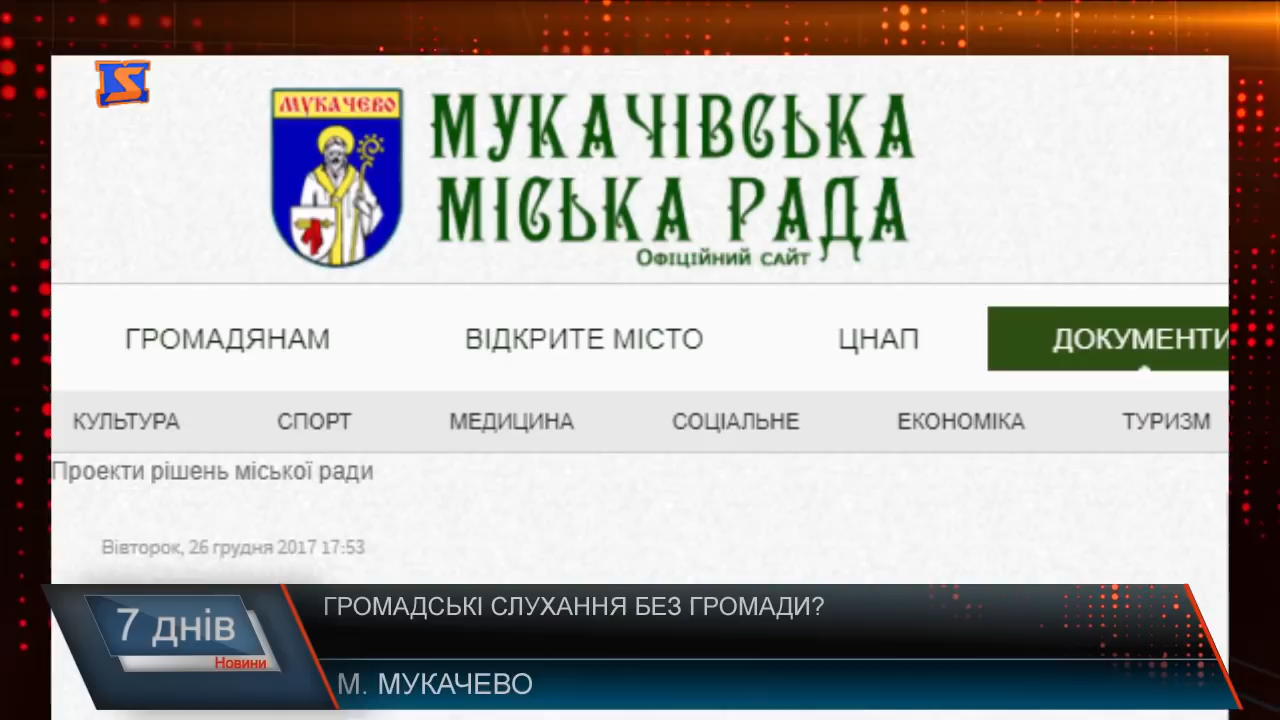 МУКАЧЕВО
МУКАЧІВСЬКА
МІСЬКА РАДА
Офіційний сайт
ГРОМАДЯНАМ ВІДКРИТЕ МІСТО ЦНАП ДОКУМЕНТИ
КУЛЬТУРА СПОРТ МЕДИЦИНА СОЦІАЛЬНЕ ЕКОНОМІКА ТУРИЗМ
Проекти рішень міської ради
Вівторок, 26 грудня 2017 17:53
7 днів
Новини
ГРОМАДСЬКІ СЛУХАННЯ БЕЗ ГРОМАДИ?
М. МУКАЧЕВО